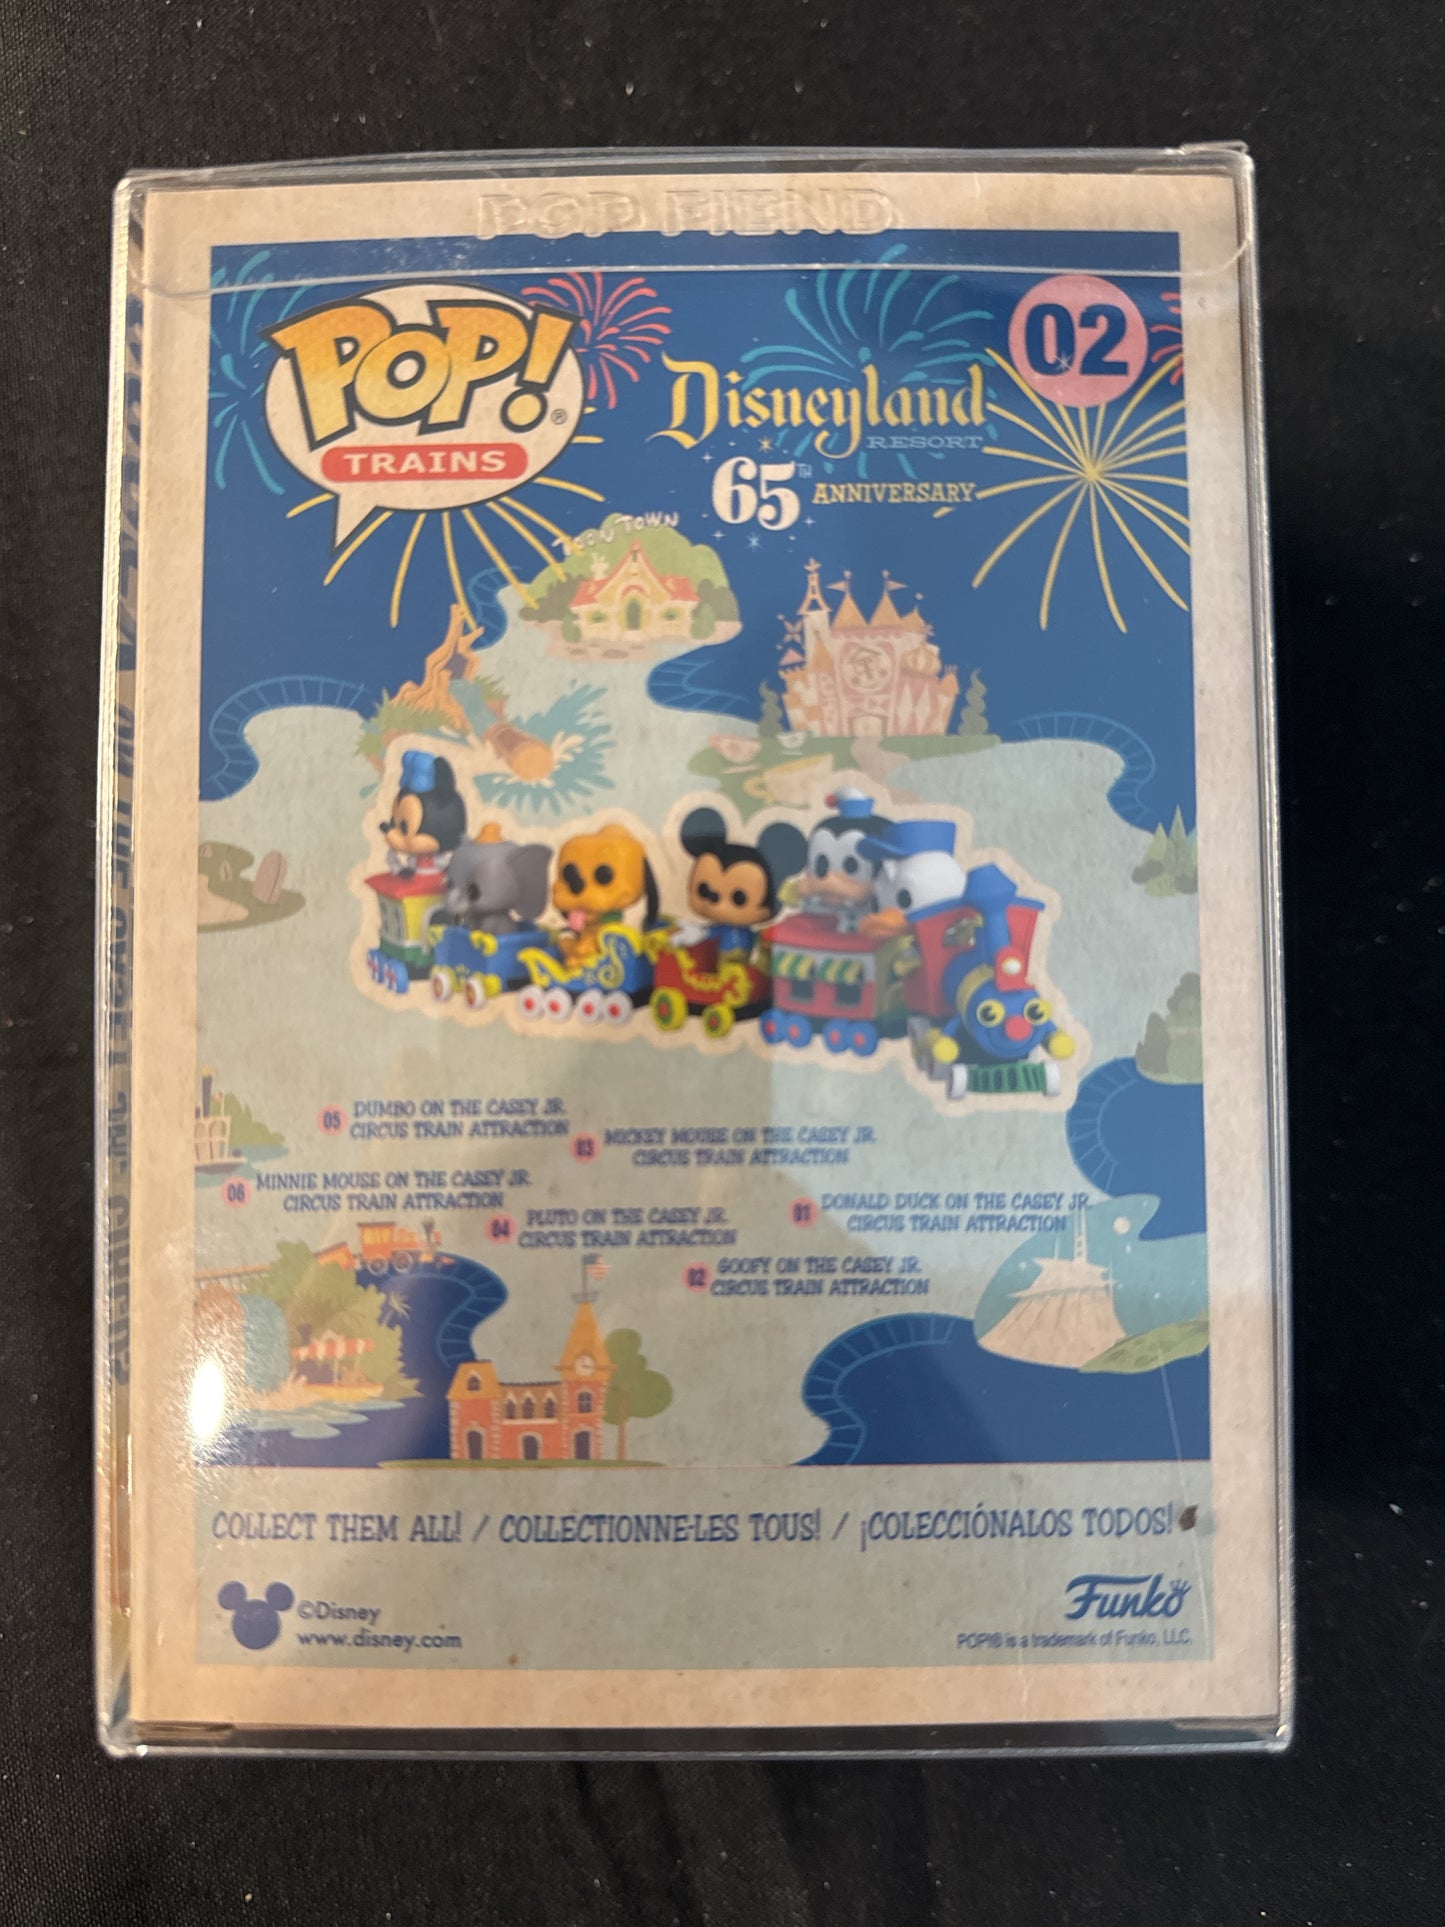 POP FIEND
POP!®
TRAINS
Disneyland
RESORT
65TH ANNIVERSARY
02
TOON TOWN
05 DUMBO ON THE CASEY JR.
CIRCUS TRAIN ATTRACTION
03 MICKEY MOUSE ON THE CASEY JR.
CIRCUS TRAIN ATTRACTION
06 MINNIE MOUSE ON THE CASEY JR.
CIRCUS TRAIN ATTRACTION
04 PLUTO ON THE CASEY JR.
CIRCUS TRAIN ATTRACTION
01 DONALD DUCK ON THE CASEY JR.
CIRCUS TRAIN ATTRACTION
02 GOOFY ON THE CASEY JR.
CIRCUS TRAIN ATTRACTION
COLLECT THEM ALL! / COLLECTIONNE-LES TOUS! / ¡COLECCIÓNALOS TODOS!
©Disney
www.disney.com
Funko
POP!® is a trademark of Funko, LLC.